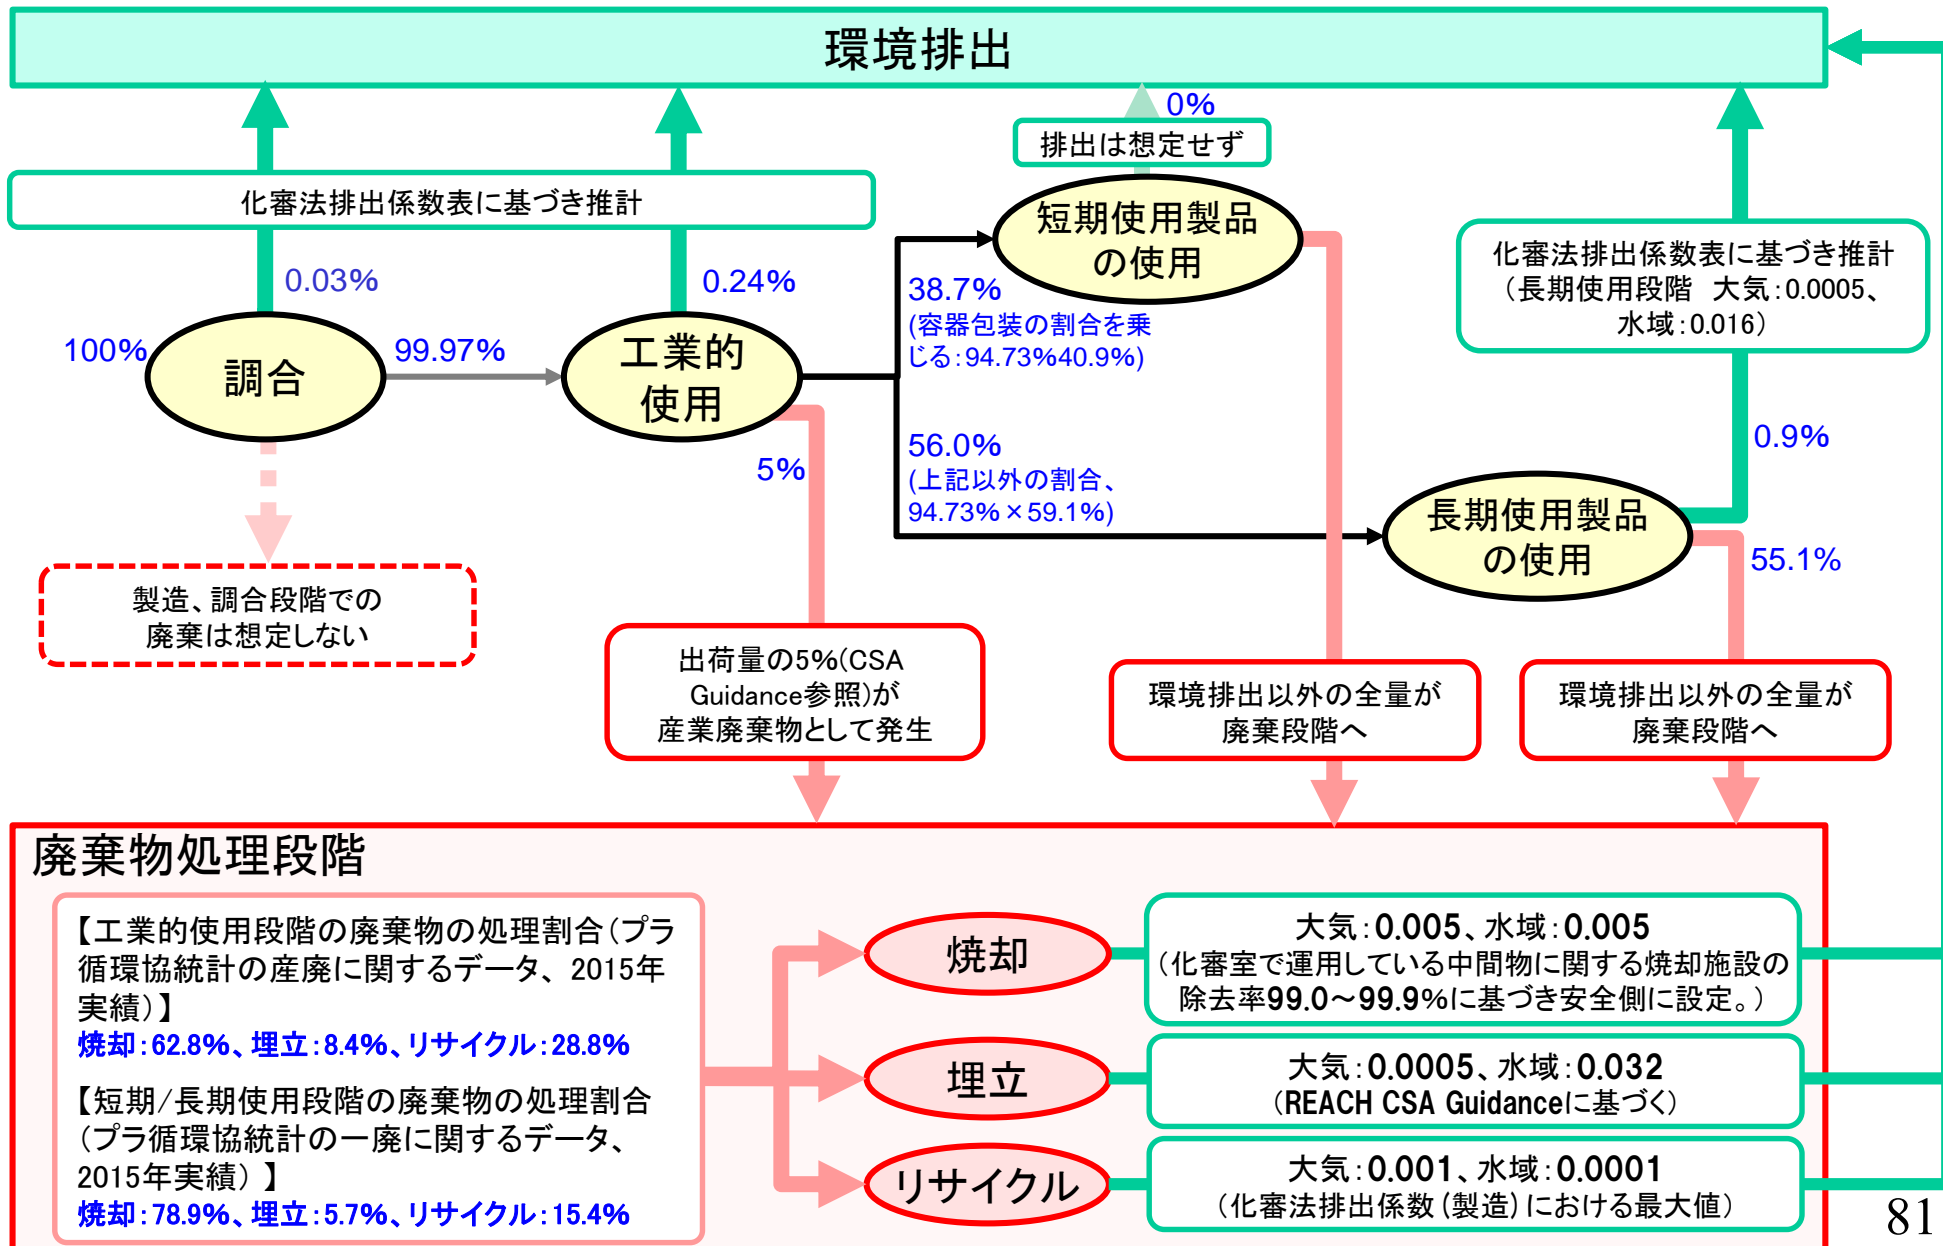 環境排出
0%
排出は想定せず
化審法排出係数表に基づき推計
短期使用製品
の使用
化審法排出係数表に基づき推計
（長期使用段階　大気：0.0005、
水域：0.016）
0.03%
0.24%
38.7%
(容器包装の割合を乗
じる：94.73%40.9%)
100%
調合
99.97%
工業的
使用
56.0%
(上記以外の割合、
94.73%×59.1%)
5%
0.9%
長期使用製品
の使用
55.1%
製造、調合段階での
廃棄は想定しない
出荷量の5%(CSA
Guidance参照)が
産業廃棄物として発生
環境排出以外の全量が
廃棄段階へ
環境排出以外の全量が
廃棄段階へ
廃棄物処理段階
【工業的使用段階の廃棄物の処理割合（プラ
循環協統計の産廃に関するデータ、2015年
実績）】
焼却：62.8%、埋立：8.4%、リサイクル：28.8%
【短期/長期使用段階の廃棄物の処理割合
（プラ循環協統計の一廃に関するデータ、
2015年実績）】
焼却：78.9%、埋立：5.7%、リサイクル：15.4%
焼却
大気：0.005、水域：0.005
（化審室で運用している中間物に関する焼却施設の
除去率99.0～99.9%に基づき安全側に設定。）
埋立
大気：0.0005、水域：0.032
（REACH CSA Guidanceに基づく）
リサイクル
大気：0.001、水域：0.0001
（化審法排出係数（製造）における最大値）
81